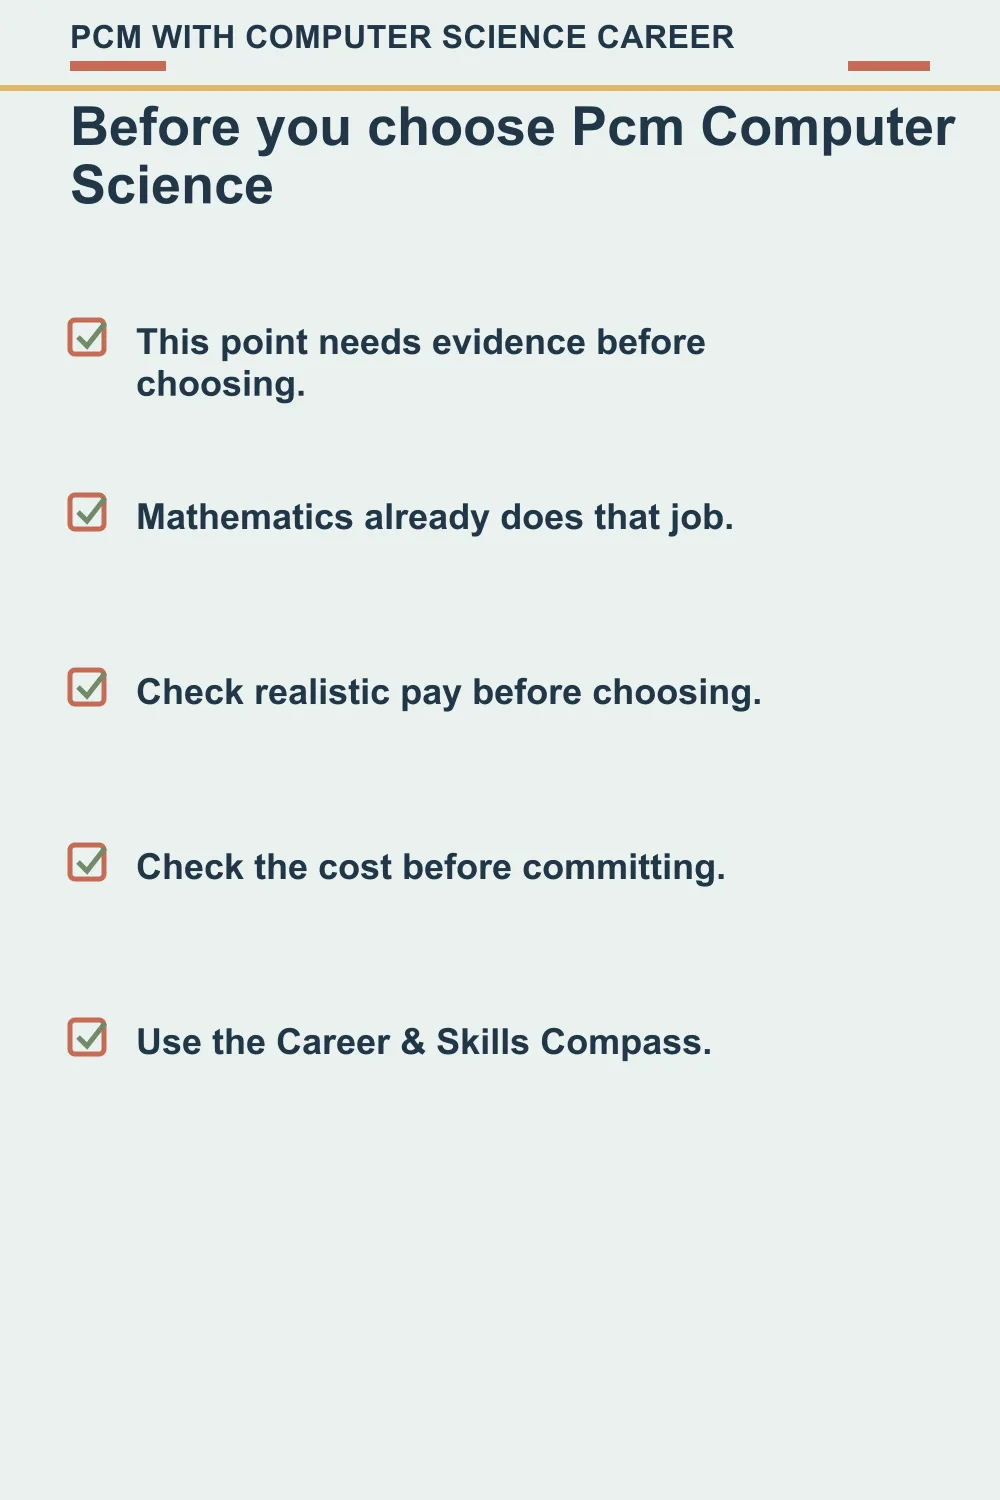 PCM WITH COMPUTER SCIENCE CAREER
Before you choose Pcm Computer
Science
This point needs evidence before
choosing.
Mathematics already does that job.
Check realistic pay before choosing.
Check the cost before committing.
Use the Career & Skills Compass.